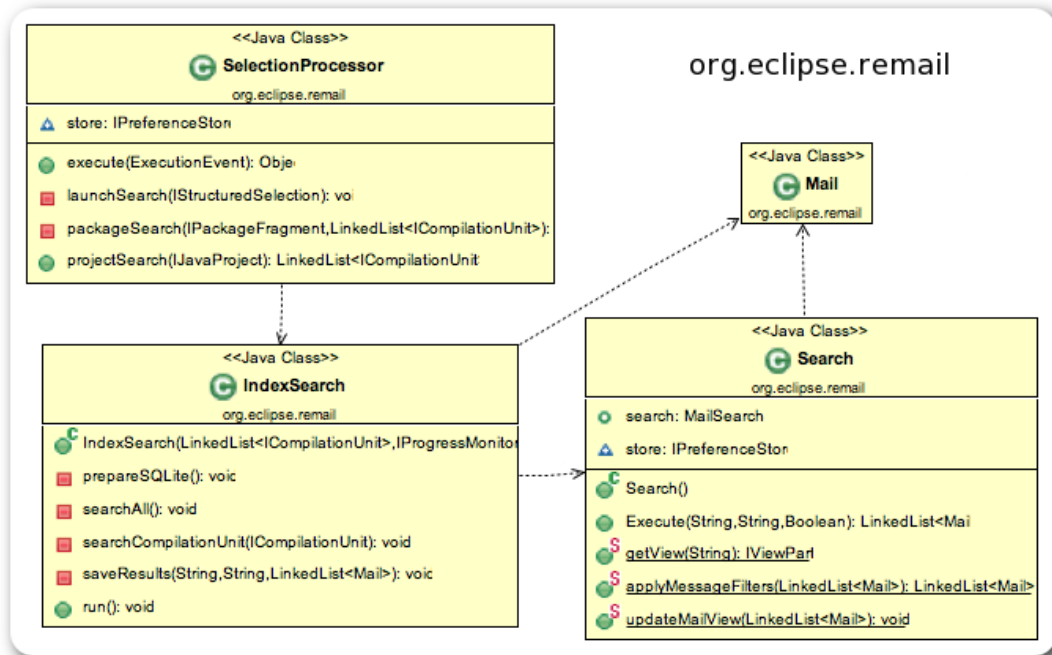 <<Java Class>>
SelectionProcessor
org.eclipse.remail
store: IPreferenceStore
execute(ExecutionEvent): Obje
launchSearch(IStructuredSelection): voi
packageSearch(IPackageFragment,LinkedList<ICompilationUnit>):
projectSearch(IJavaProject): LinkedList<ICompilationUnit
org.eclipse.remail
<<Java Class>>
Mail
org.eclipse.remail
<<Java Class>>
IndexSearch
org.eclipse.remail
IndexSearch(LinkedList<ICompilationUnit>,IProgressMonitor
prepareSQLite(): void
searchAll(): void
searchCompilationUnit(ICompilationUnit): void
saveResults(String,String,LinkedList<Mail>): void
run(): void
<<Java Class>>
Search
org.eclipse.remail
search: MailSearch
store: IPreferenceStor
Search()
Execute(String,String,Boolean): LinkedList<Mai
getView(String): IViewPart
applyMessageFilters(LinkedList<Mail>): LinkedList<Mail>
updateMailView(LinkedList<Mail>): void